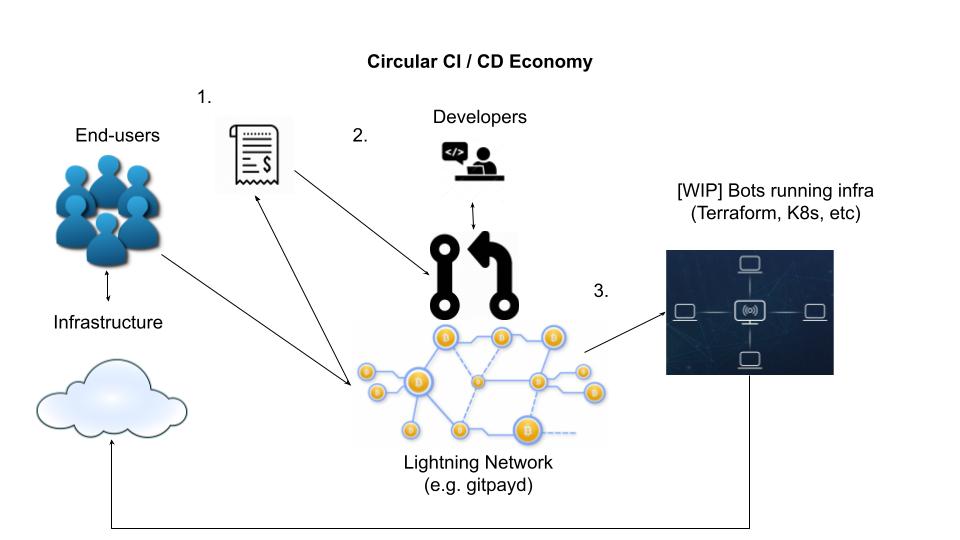 Circular CI / CD Economy
1.
End-users
2.
Developers
</>
$
[WIP] Bots running infra
(Terraform, K8s, etc)
3.
Infrastructure
Lightning Network
(e.g. gitpayd)